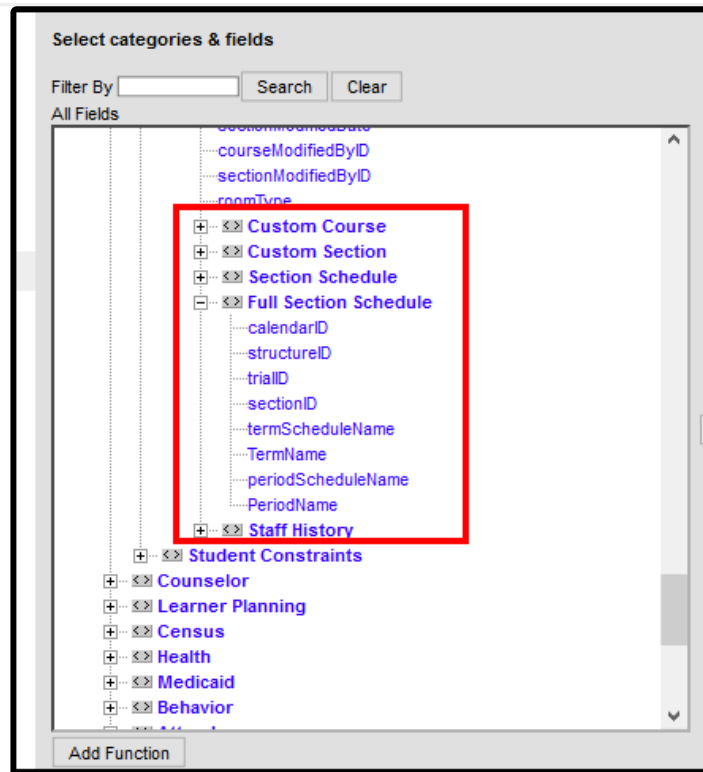 Select categories & fields
Filter By Search Clear
All Fields
courseModifiedByID
sectionModifiedByID
roomType
Custom Course
Custom Section
Section Schedule
Full Section Schedule
calendarID
structureID
trialID
sectionID
termScheduleName
TermName
periodScheduleName
PeriodName
Staff History
Student Constraints
Counselor
Learner Planning
Census
Health
Medicaid
Behavior
Add Function